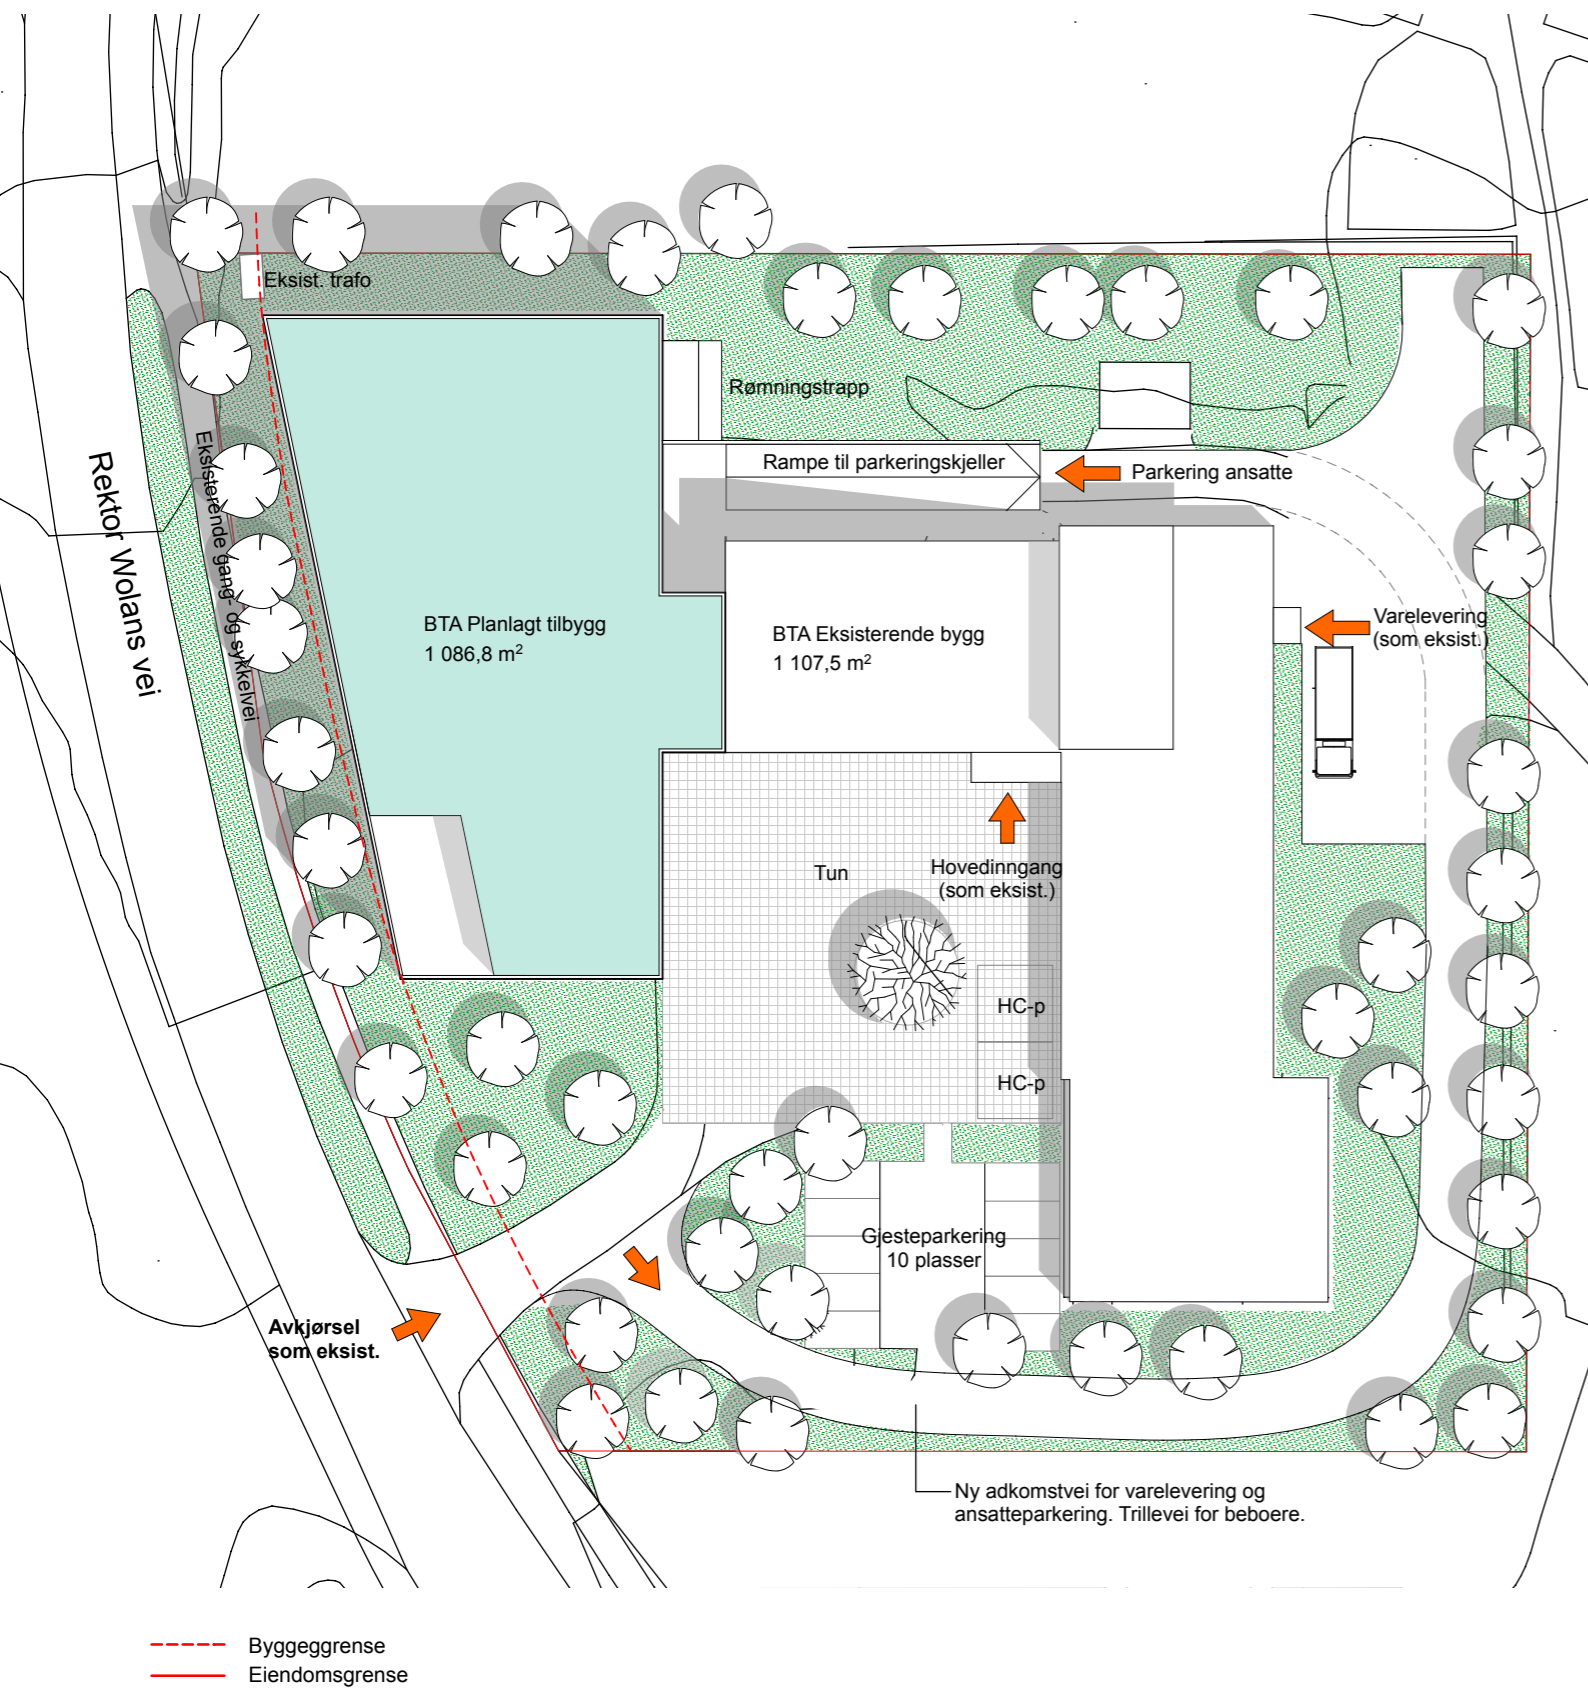 Eksist. trafo
Rømningstrapp
Rampe til parkeringskjeller
Parkering ansatte
Rektor Wolans vei
Eksisterende gang- og sykkelvei
BTA Planlagt tilbygg
1 086,8 m²
BTA Eksisterende bygg
1 107,5 m²
Varelevering
(som eksist.)
Tun
Hovedinngang
(som eksist.)
HC-p
HC-p
Gjesteparkering
10 plasser
Avkjørsel
som eksist.
Ny adkomstvei for varelevering og
ansatteparkering. Trillevei for beboere.
Byggeggrense
Eiendomsgrense